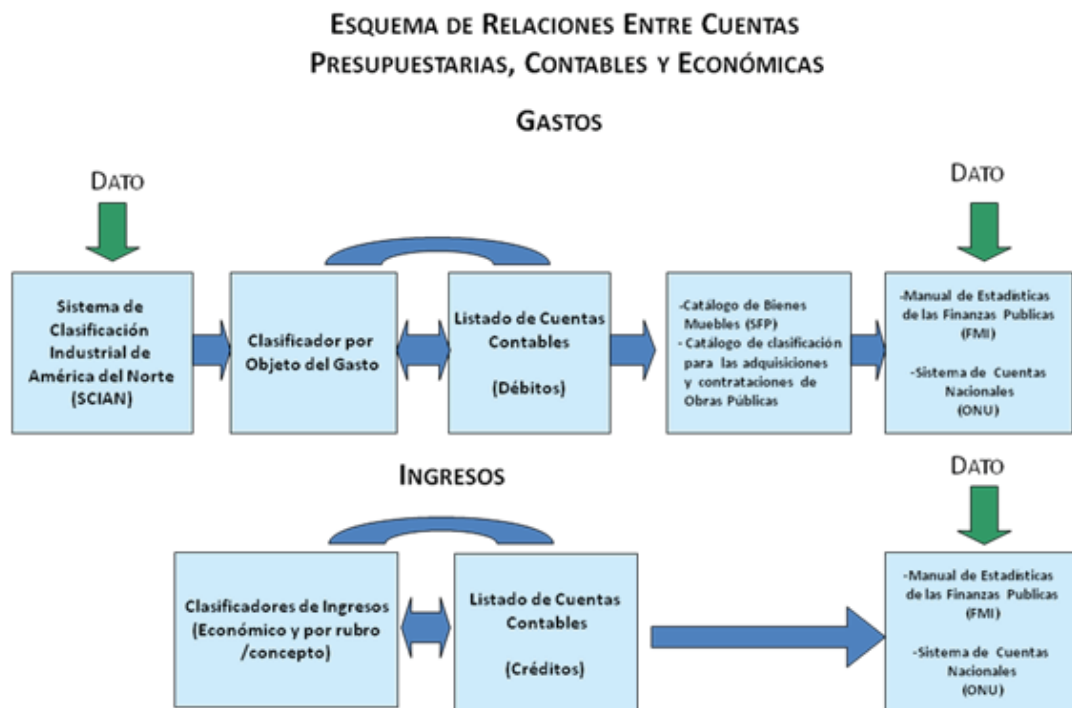 ESQUEMA DE RELACIONES ENTRE CUENTAS
PRESUPUESTARIAS, CONTABLES Y ECONÓMICAS
GASTOS
DATO
DATO
Sistema de
Clasificación
Industrial de
América del Norte
(SCIAN)
Clasificador por
Objeto del Gasto
Listado de Cuentas
Contables
(Débitos)
-Catálogo de Bienes
Muebles (SFP)
- Catálogo de clasificación
para las adquisiciones
y contrataciones de
Obras Públicas
-Manual de Estadísticas
de las Finanzas Publicas
(FMI)
-Sistema de Cuentas
Nacionales
(ONU)
INGRESOS
DATO
Clasificadores de Ingresos
(Económico y por rubro
/concepto)
Listado de Cuentas
Contables
(Créditos)
-Manual de Estadísticas
de las Finanzas Publicas
(FMI)
-Sistema de Cuentas
Nacionales
(ONU)